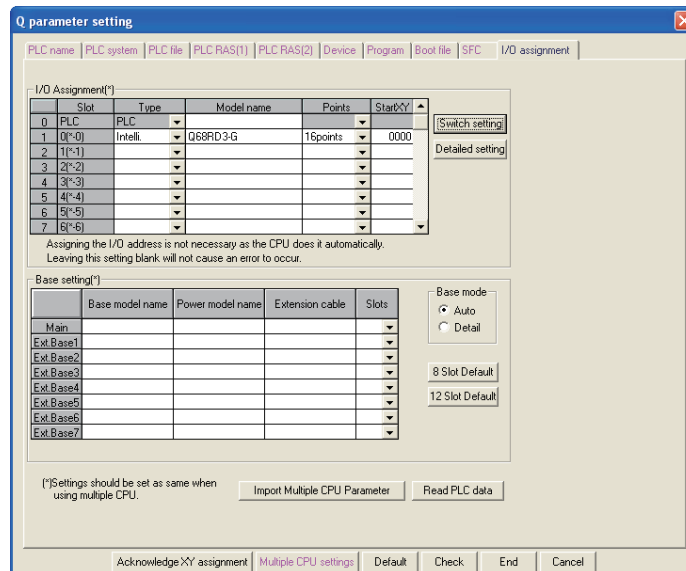 Q parameter setting
PLC name PLC system PLC file PLC RAS(1) PLC RAS(2) Device Program Boot file SFC I/O assignment
I/O Assignment(*)
Slot Type Model name Points StartXY
0 PLC PLC
1 0(*-0) Intelli. Q68RD3-G 16points 0000
2 1(*-1)
3 2(*-2)
4 3(*-3)
5 4(*-4)
6 5(*-5)
7 6(*-6)
Switch setting
Detailed setting
Assigning the I/O address is not necessary as the CPU does it automatically.
Leaving this setting blank will not cause an error to occur.
Base setting(*)
Base model name Power model name Extension cable Slots
Main
Ext.Base1
Ext.Base2
Ext.Base3
Ext.Base4
Ext.Base5
Ext.Base6
Ext.Base7
Base mode
Auto
Detail
8 Slot Default
12 Slot Default
(*)Settings should be set as same when
using multiple CPU.
Import Multiple CPU Parameter Read PLC data
Acknowledge XY assignment Multiple CPU settings Default Check End Cancel